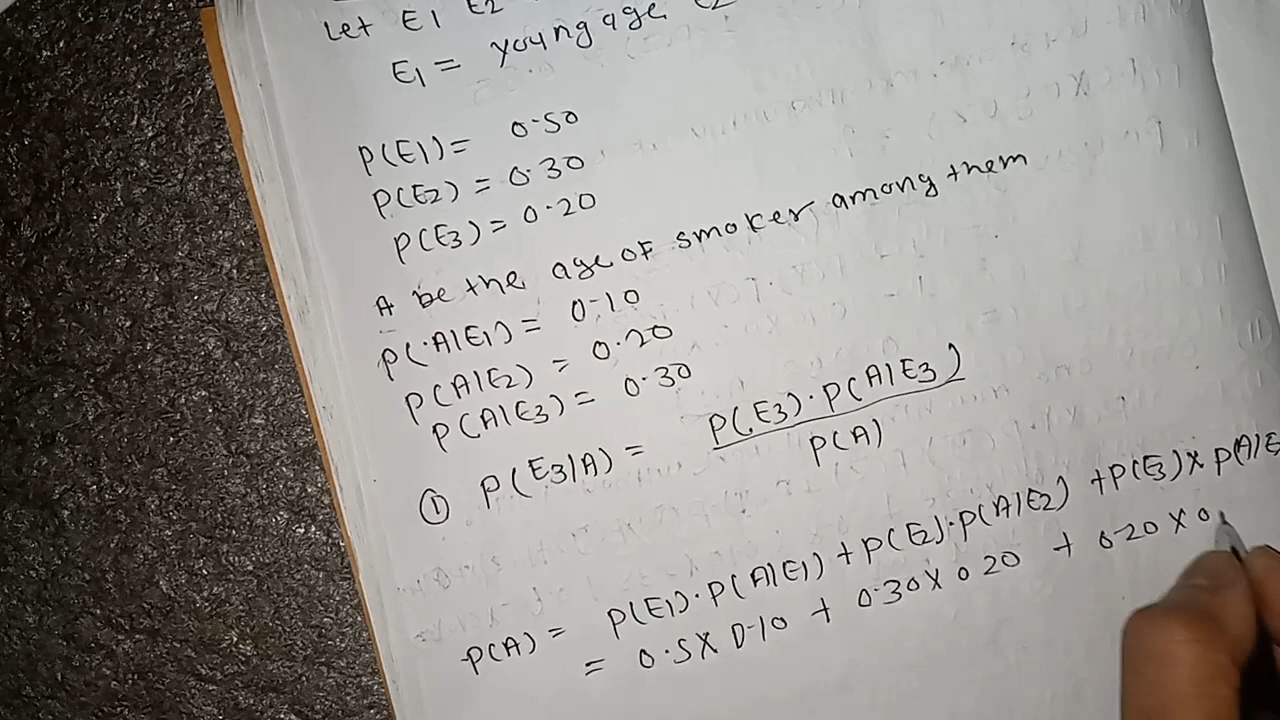 Let E1 E2
E1 = young age
P(E1) = 0.50
P(E2) = 0.30
P(E3) = 0.20
A be the age of smoker among them
P(A|E1) = 0.10
P(A|E2) = 0.20
P(A|E3) = 0.30
① P(E3|A) = P(E3).P(A|E3)
P(A)
P(A) = P(E1).P(A|E1) + P(E2).P(A|E2) + P(E3) x P(A|E
= 0.5 x 0.10 + 0.30 x 0 20 + 0.20 x 0.